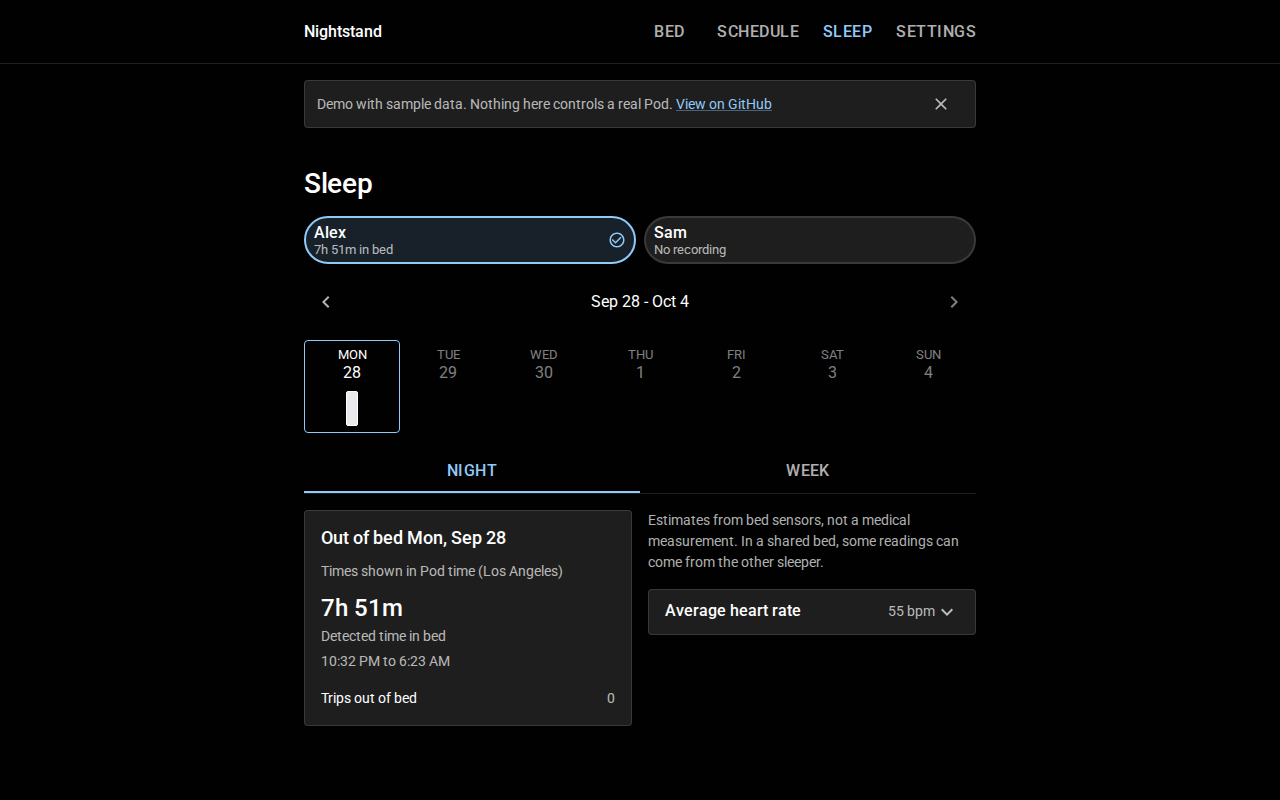 Nightstand
BED SCHEDULE SLEEP SETTINGS
Demo with sample data. Nothing here controls a real Pod. View on GitHub
Sleep
Alex
7h 51m in bed
Sam
No recording
Sep 28 - Oct 4
MON TUE WED THU FRI SAT SUN
28 29 30 1 2 3 4
NIGHT WEEK
Out of bed Mon, Sep 28
Times shown in Pod time (Los Angeles)
7h 51m
Detected time in bed
10:32 PM to 6:23 AM
Trips out of bed 0
Estimates from bed sensors, not a medical
measurement. In a shared bed, some readings can
come from the other sleeper.
Average heart rate 55 bpm